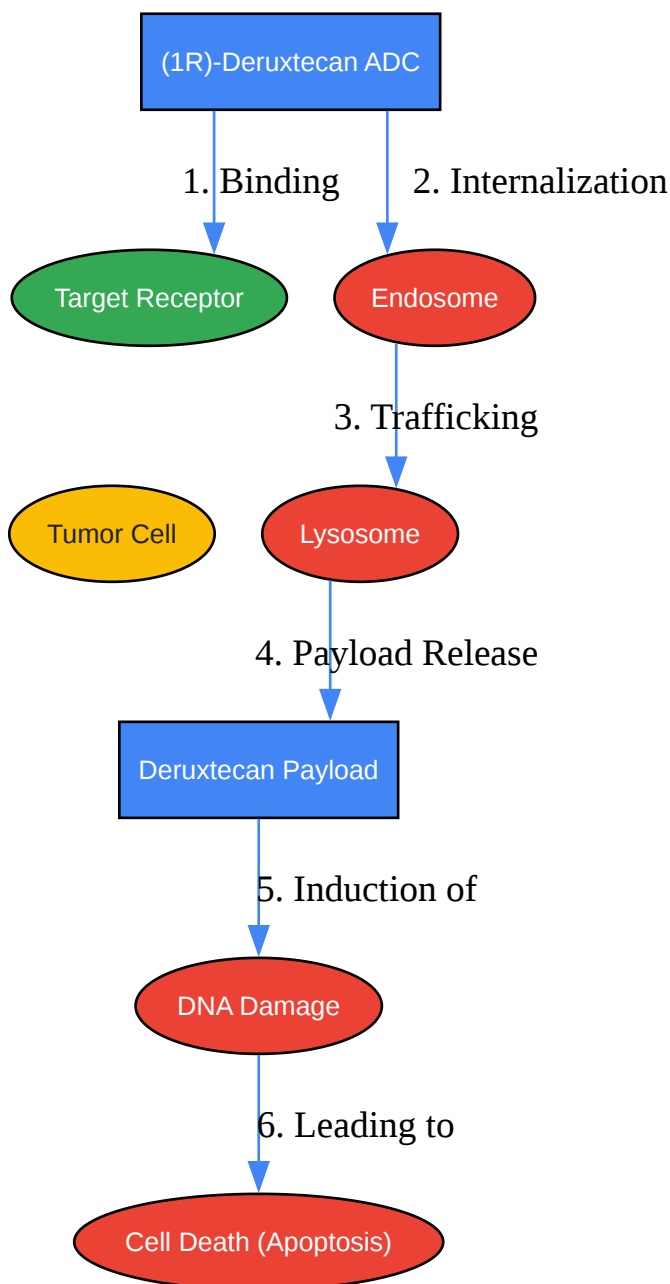 (1R)-Deruxtecan ADC
1. Binding
2. Internalization
Target Receptor
Endosome
3. Trafficking
Tumor Cell
Lysosome
4. Payload Release
Deruxtecan Payload
5. Induction of
DNA Damage
6. Leading to
Cell Death (Apoptosis)